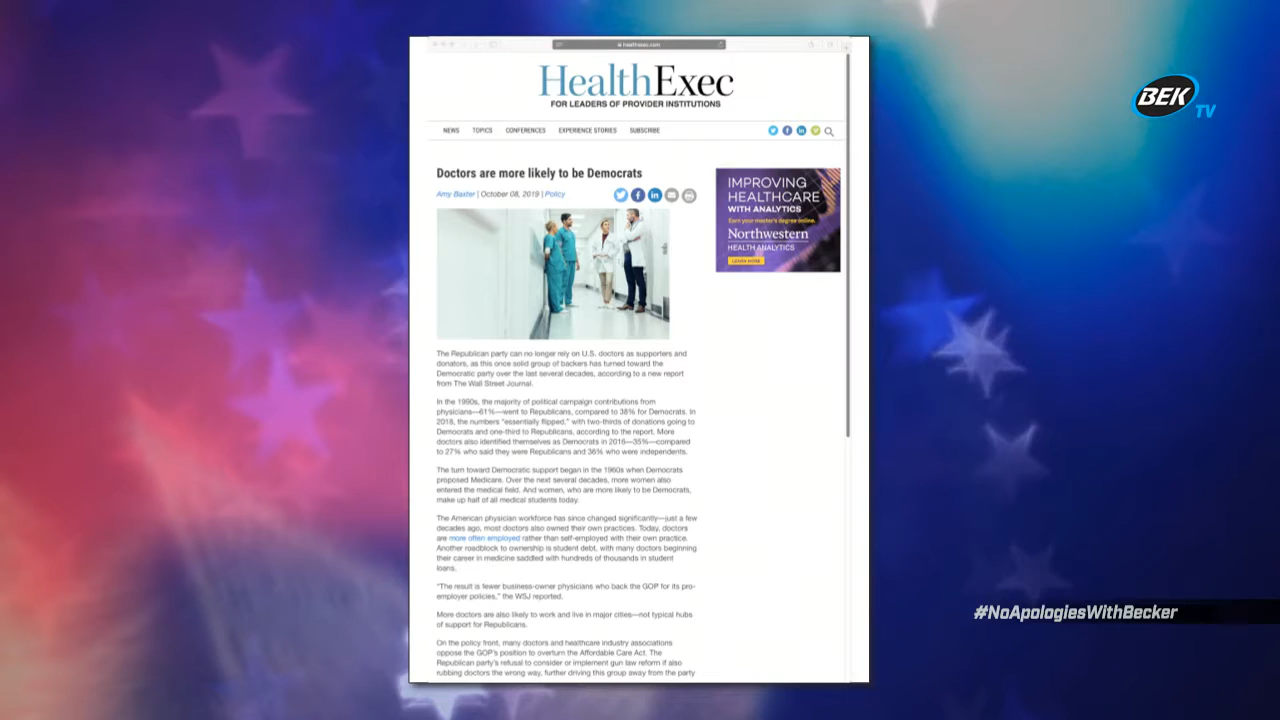 healthexec.com
HealthExec
FOR LEADERS OF PROVIDER INSTITUTIONS
NEWS TOPICS CONFERENCES EXPERIENCE STORIES SUBSCRIBE
Doctors are more likely to be Democrats
Amy Baxter | October 08, 2019 | Policy
The Republican party can no longer rely on U.S. doctors as supporters and
donators, as this once solid group of backers has turned toward the
Democratic party over the last several decades, according to a new report
from The Wall Street Journal.
In the 1990s, the majority of political campaign contributions from
physicians—61%—went to Republicans, compared to 38% for Democrats. In
2018, the numbers "essentially flipped," with two-thirds of donations going to
Democrats and one-third to Republicans, according to the report. More
doctors also identified themselves as Democrats in 2016—35%—compared
to 27% who said they were Republicans and 36% who were independents.
The turn toward Democratic support began in the 1960s when Democrats
proposed Medicare. Over the next several decades, more women also
entered the medical field. And women, who are more likely to be Democrats,
make up half of all medical students today.
The American physician workforce has since changed significantly—just a few
decades ago, most doctors also owned their own practices. Today, doctors
are more often employed rather than self-employed with their own practice.
Another roadblock to ownership is student debt, with many doctors beginning
their career in medicine saddled with hundreds of thousands in student
loans.
"The result is fewer business-owner physicians who back the GOP for its pro-
employer policies," the WSJ reported.
More doctors are also likely to work and live in major cities—not typical hubs
of support for Republicans.
On the policy front, many doctors and healthcare industry associations
oppose the GOP's position to overturn the Affordable Care Act. The
Republican party's refusal to consider or implement gun law reform if also
rubbing doctors the wrong way, further driving this group away from the party
IMPROVING
HEALTHCARE
WITH ANALYTICS
Earn your master's degree online.
Northwestern
HEALTH ANALYTICS
LEARN MORE
BEK TV
#NoApologiesWithBecker